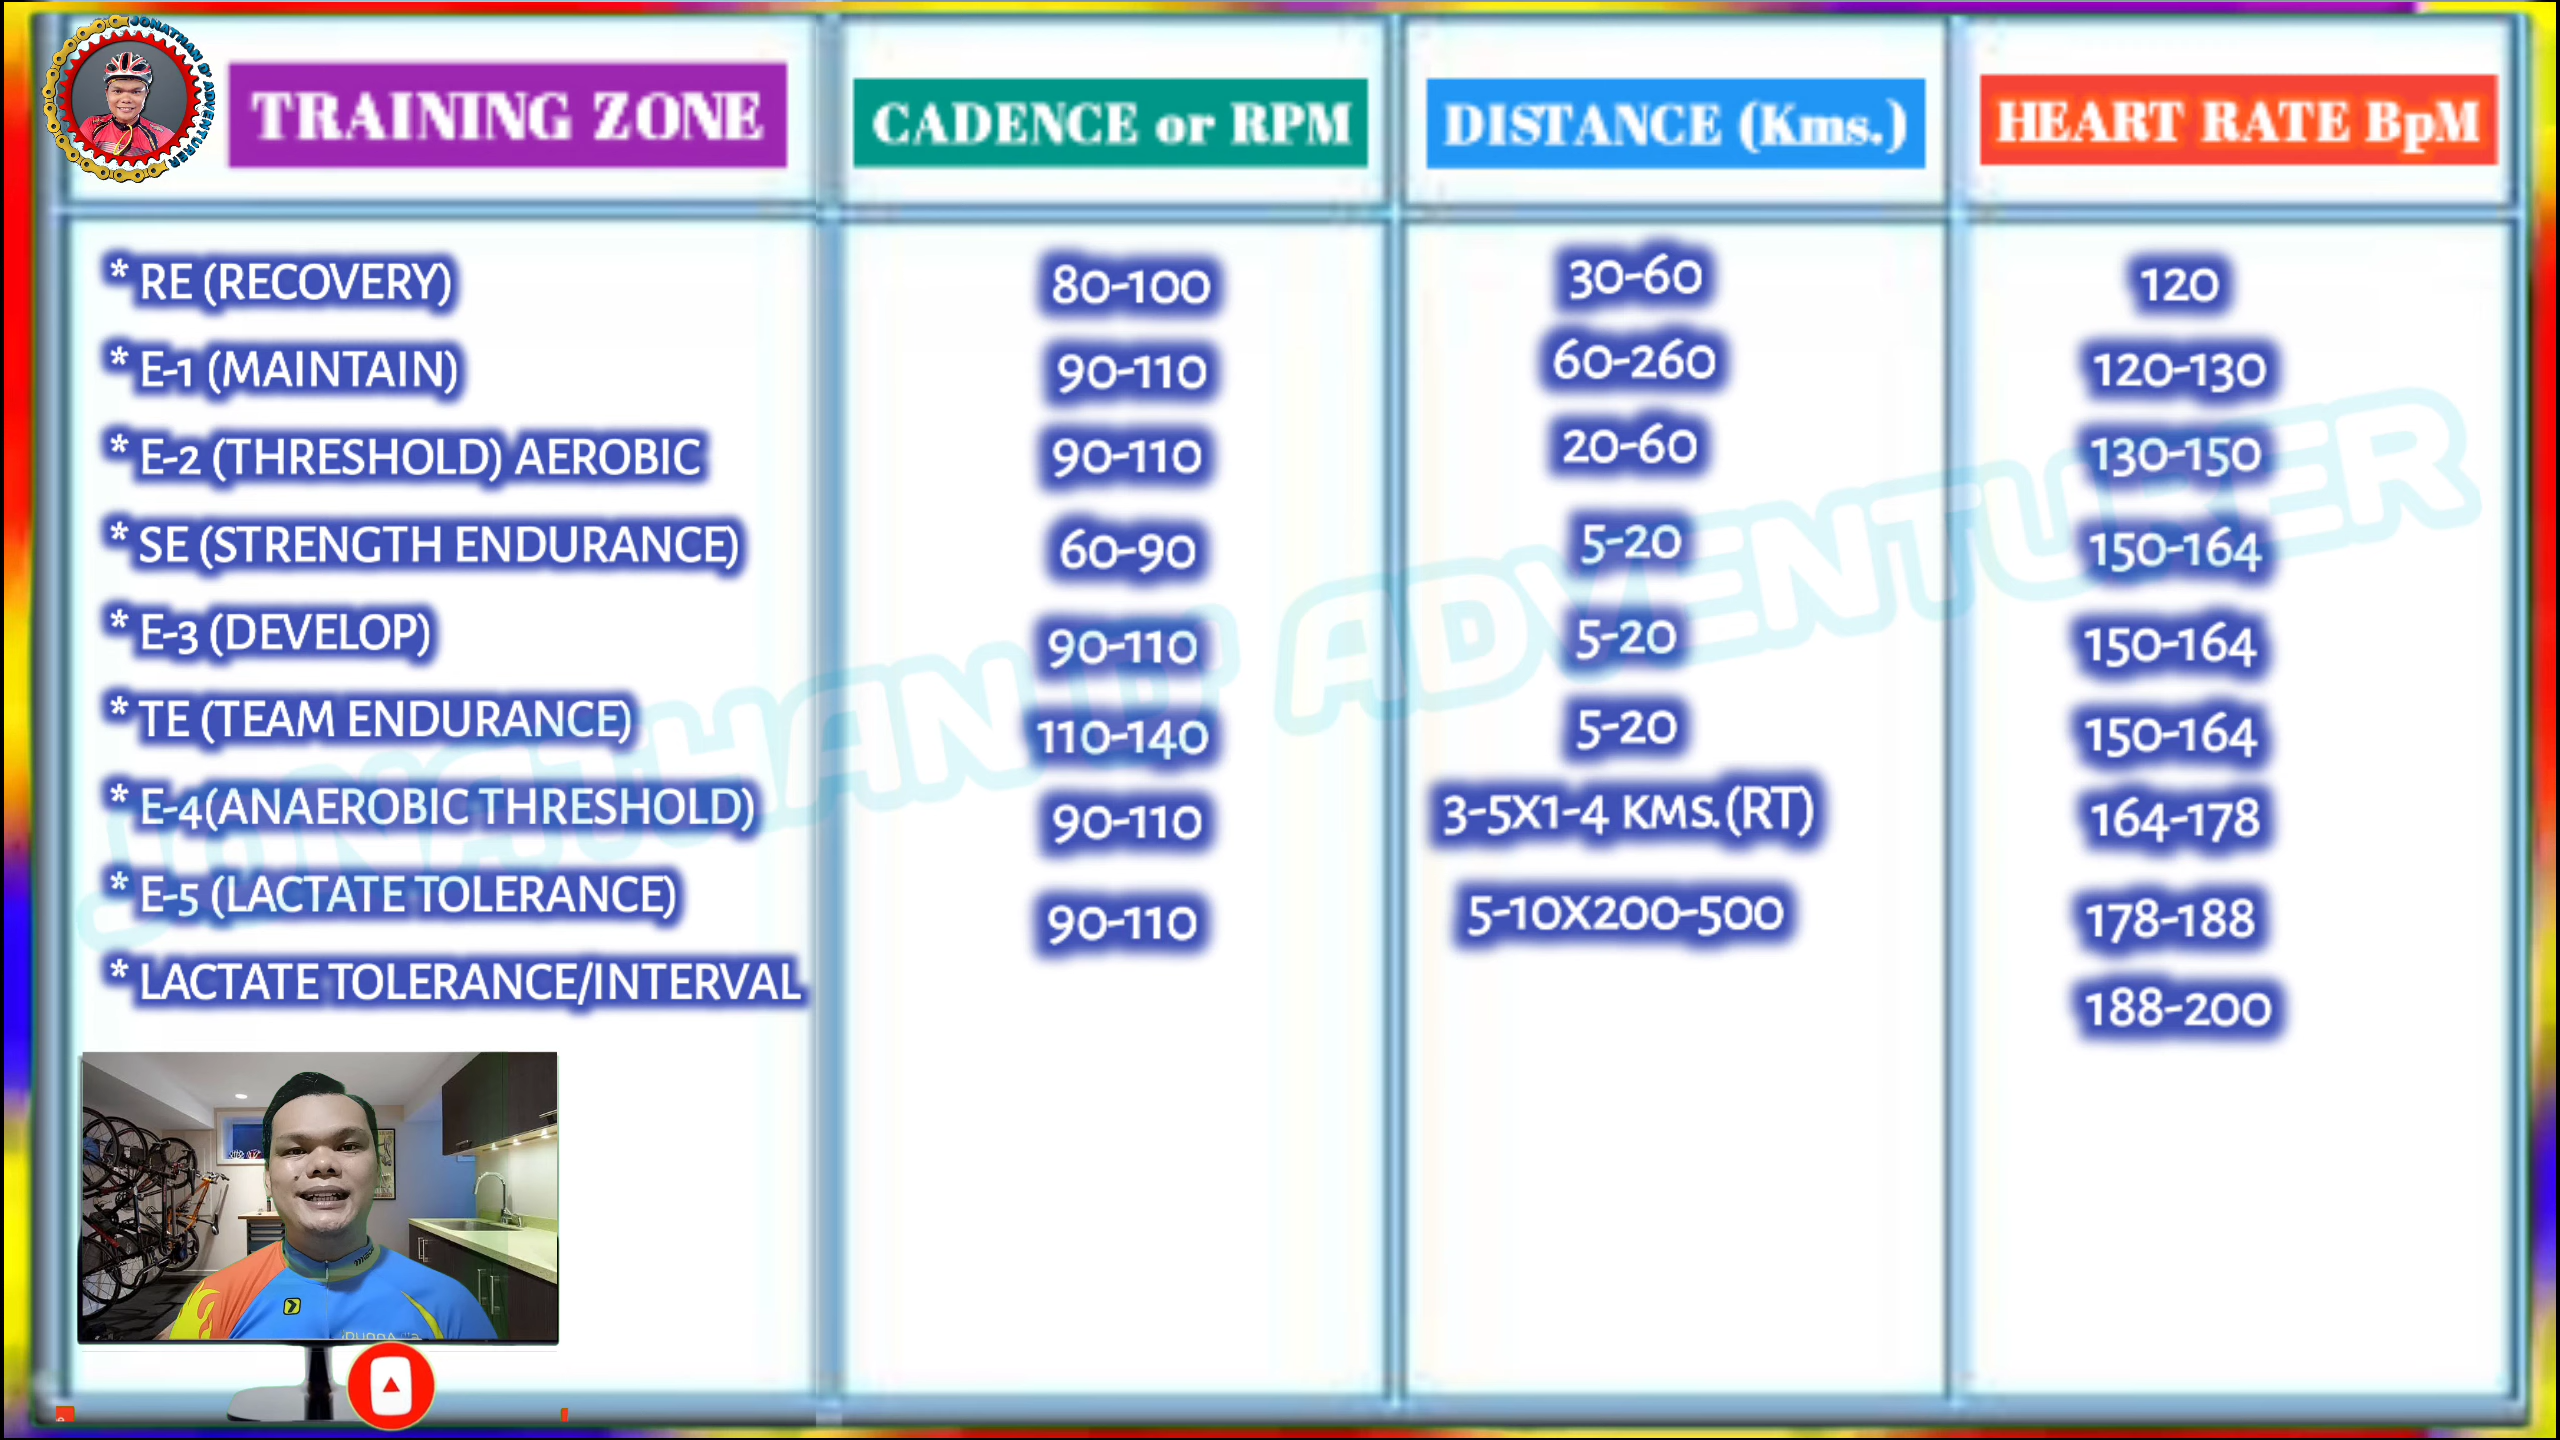 JONATHAN D' ADVENTURER
TRAINING ZONE
CADENCE or RPM
DISTANCE (Kms.)
HEART RATE BpM
* RE (RECOVERY)
80-100
30-60
120
* E-1 (MAINTAIN)
90-110
60-260
120-130
* E-2 (THRESHOLD) AEROBIC
90-110
20-60
130-150
* SE (STRENGTH ENDURANCE)
60-90
5-20
150-164
* E-3 (DEVELOP)
90-110
5-20
150-164
* TE (TEAM ENDURANCE)
110-140
5-20
150-164
* E-4(ANAEROBIC THRESHOLD)
90-110
3-5X1-4 KMS.(RT)
164-178
* E-5 (LACTATE TOLERANCE)
90-110
5-10X200-500
178-188
* LACTATE TOLERANCE/INTERVAL
188-200
JONATHAN D' ADVENTURER